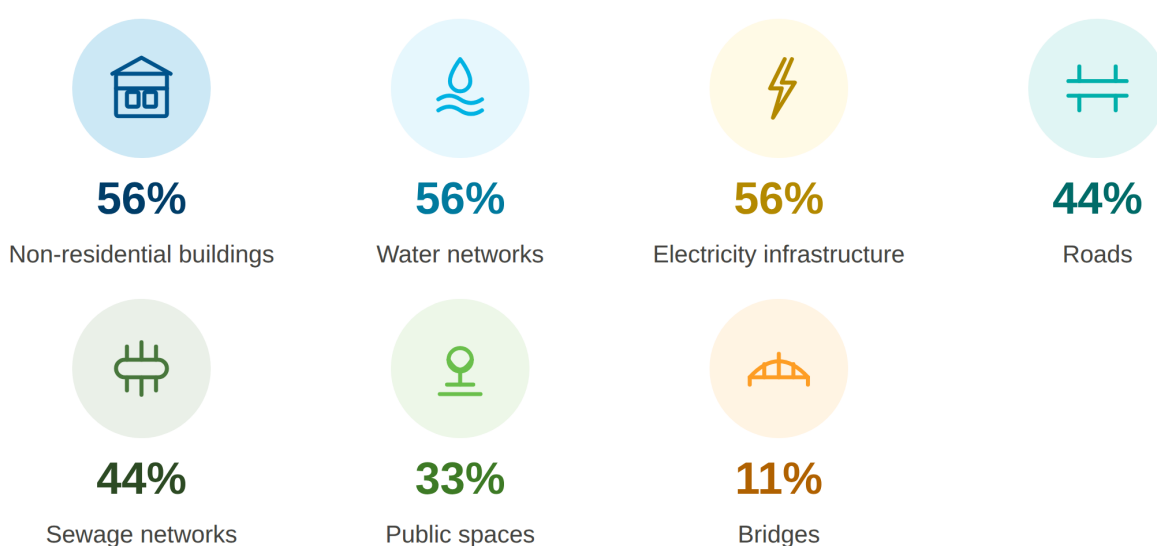 56%
56%
56%
44%
Non-residential buildings
Water networks
Electricity infrastructure
Roads
44%
33%
11%
Sewage networks
Public spaces
Bridges